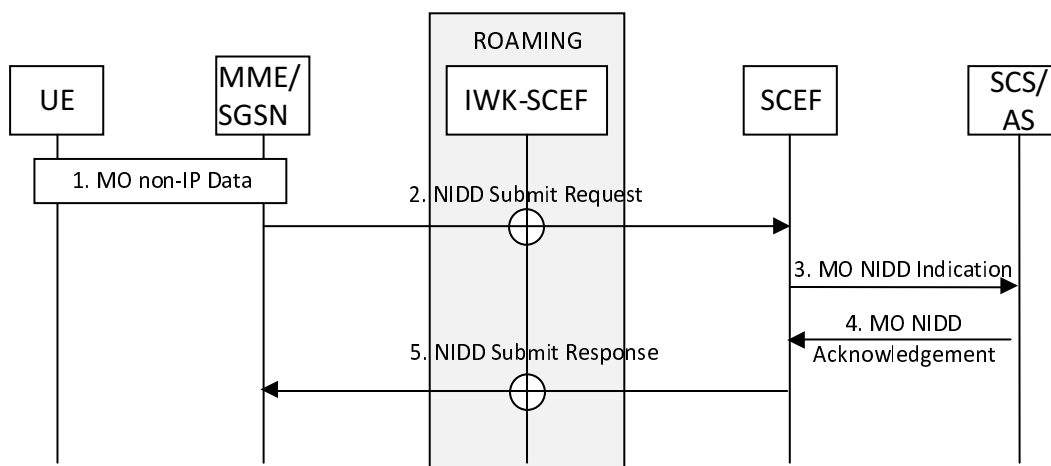 ROAMING
UE
MME/
SGSN
IWK-SCEF
SCEF
SCS/
AS
1. MO non-IP Data
2. NIDD Submit Request
3. MO NIDD Indication
4. MO NIDD
Acknowledgement
5. NIDD Submit Response